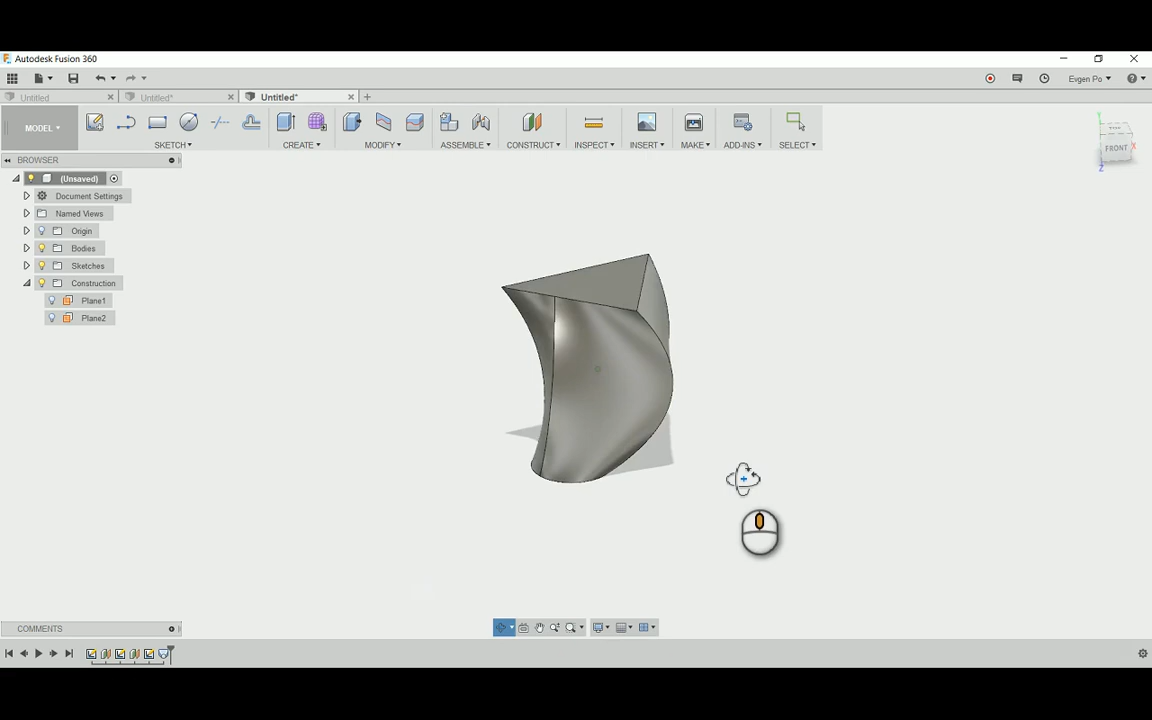 Autodesk Fusion 360
Evgen Po
Untitled
Untitled*
Untitled*
MODEL
SKETCH
CREATE
MODIFY
ASSEMBLE
CONSTRUCT
INSPECT
INSERT
MAKE
ADD-INS
SELECT
TOP
FRONT
X
Z
BROWSER
(Unsaved)
Document Settings
Named Views
Origin
Bodies
Sketches
Construction
Plane1
Plane2
COMMENTS